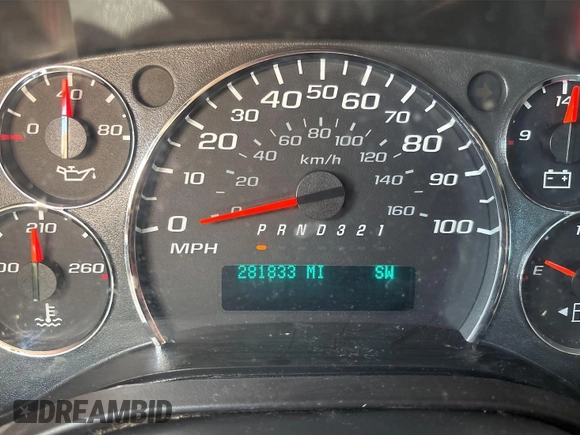 0 40 80
210
260
0 10 20 30 40 50 60 70 80 90 100
MPH
0 20 40 60 80 100 120 140 160
km/h
P R N D 3 2 1
281833 MI SW
9 14
E
DREAMBID